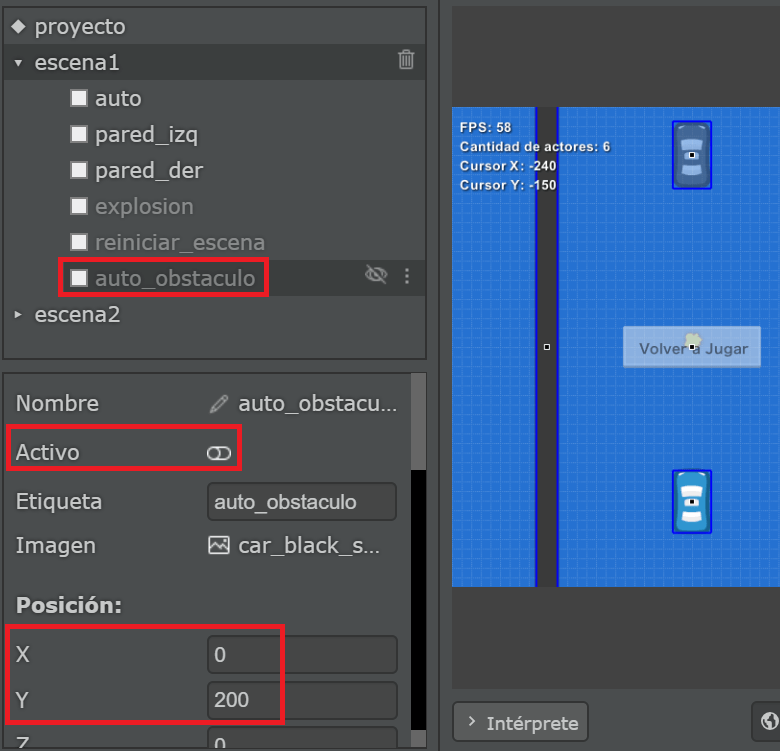 proyecto
escena1
auto
pared_izq
pared_der
explosion
reiniciar_escena
auto_obstaculo
escena2
Nombre auto_obstacu...
Activo
Etiqueta auto_obstaculo
Imagen car_black_s...
Posición:
X 0
Y 200
Z 0
FPS: 58
Cantidad de actores: 6
Cursor X: -240
Cursor Y: -150
Volver a Jugar
Intérprete